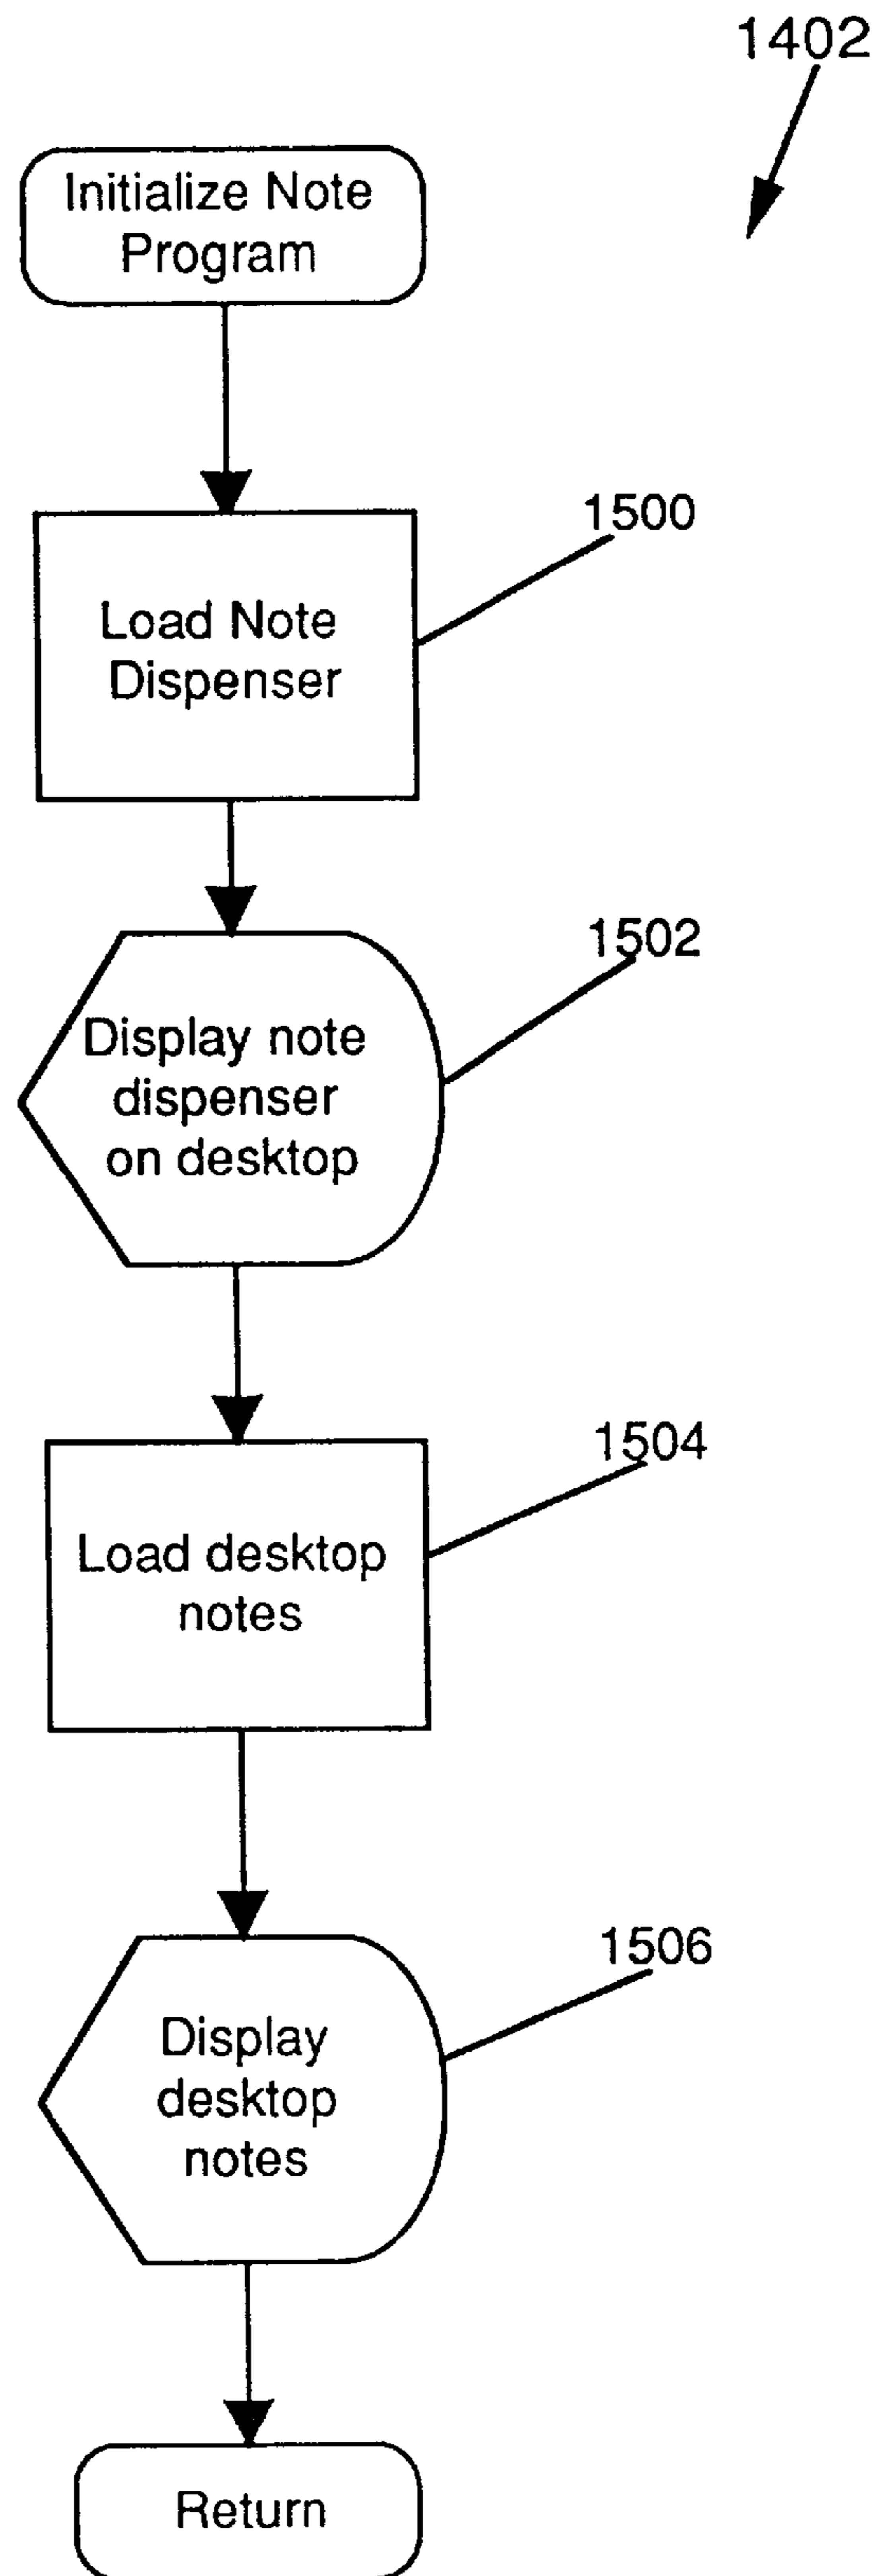 1402
Initialize Note
Program
1500
Load Note
Dispenser
1502
Display note
dispenser
on desktop
1504
Load desktop
notes
1506
Display
desktop
notes
Return